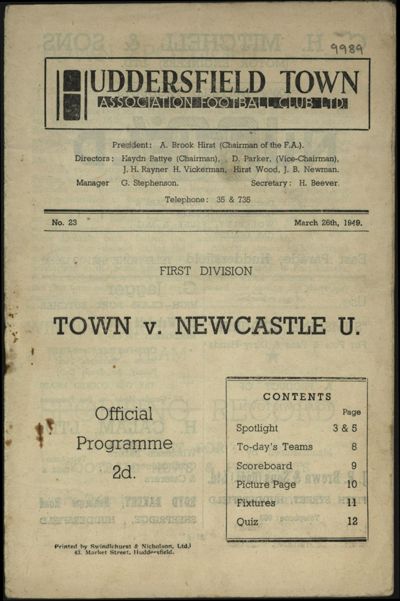 9989
HUDDERSFIELD TOWN
ASSOCIATION FOOTBALL CLUB LTD
President: A. Brook Hirst (Chairman of the F.A.).
Directors: Haydn Battye (Chairman), D. Parker, (Vice-Chairman),
J. H. Rayner H. Vickerman, Hirst Wood, J. B. Newman.
Manager G. Stephenson. Secretary: H. Beever.
Telephone: 35 & 735
No. 23 March 26th, 1949.
FIRST DIVISION
TOWN v. NEWCASTLE U.
Official
Programme
2d.
CONTENTS
Page
Spotlight 3 & 5
To-day's Teams 8
Scoreboard 9
Picture Page 10
Fixtures 11
Quiz 12
Printed by Swindlehurst & Nicholson, Ltd.)
43, Market Street, Huddersfield.